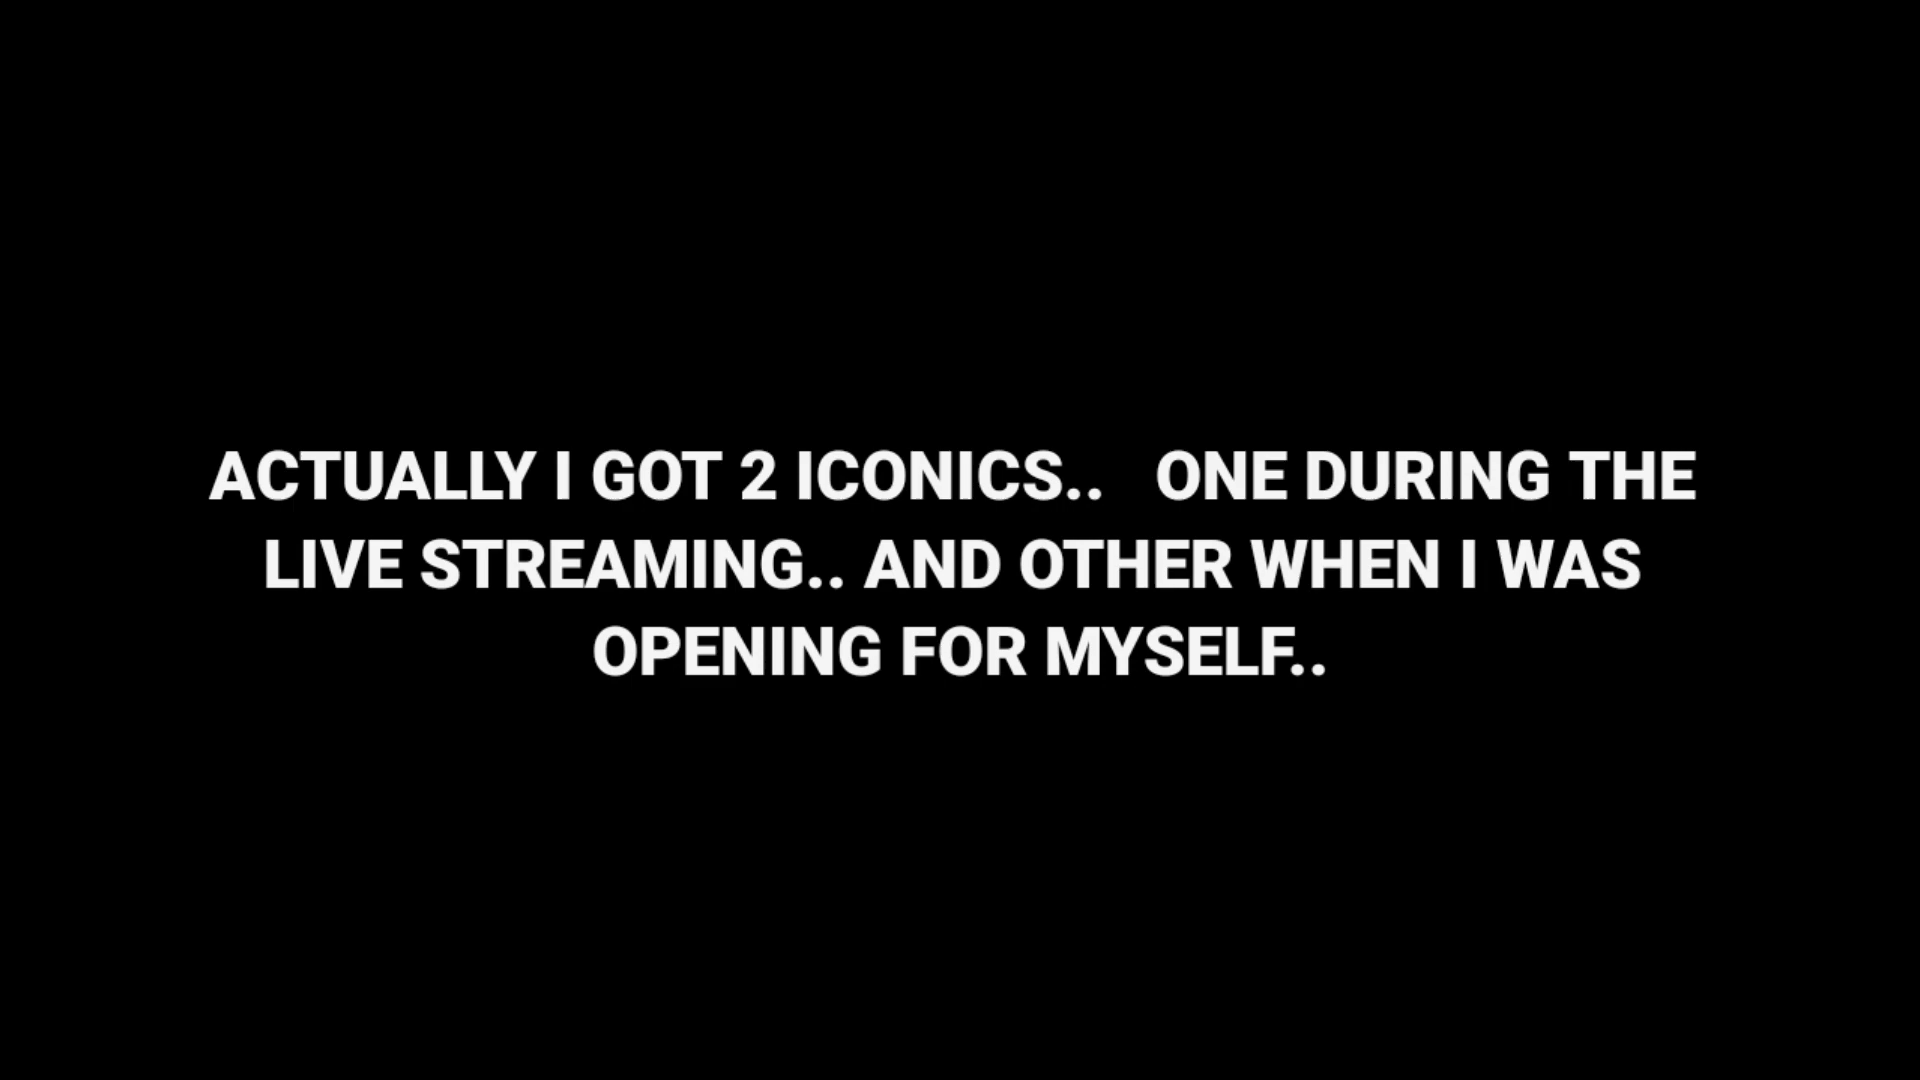 ACTUALLY I GOT 2 ICONICS..   ONE DURING THE
LIVE STREAMING.. AND OTHER WHEN I WAS
OPENING FOR MYSELF..